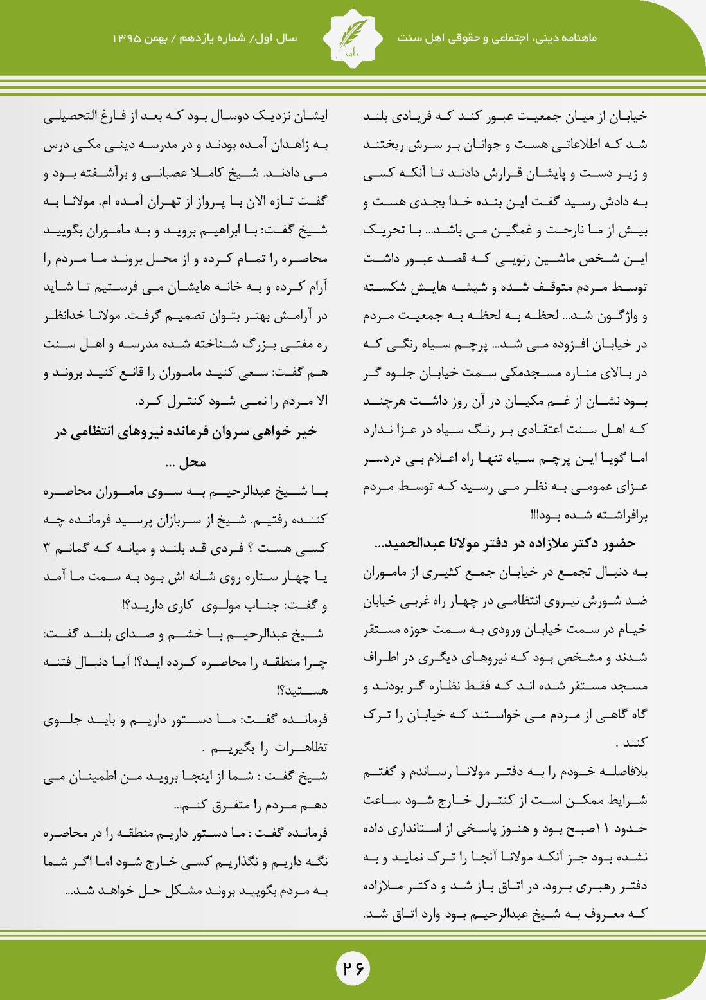 ماهنامه دینی، اجتماعی و حقوقی اهل سنت
سال اول/ شماره یازدهم / بهمن ۱۳۹۵
خیابان از میان جمعیت عبور کند که فریادی بلند
شد که اطلاعاتی هست و جوانان بر سرش ریختند
و زیر دست و پایشان قرارش دادند تا آنکه کسی
به دادش رسید گفت این بنده خدا بجدی هست و
بیش از ما نارحت و غمگین می باشد... با تحریک
این شخص ماشین رنویی که قصد عبور داشت
توسط مردم متوقف شده و شیشه هایش شکسته
و واژگون شد... لحظه به لحظه به جمعیت مردم
در خیابان افزوده می شد... پرچم سیاه رنگی که
در بالای مناره مسجدمکی سمت خیابان جلوه گر
بود نشان از غم مکیان در آن روز داشت هرچند
که اهل سنت اعتقادی بر رنگ سیاه در عزا ندارد
اما گویا این پرچم سیاه تنها راه اعلام بی دردسر
عزای عمومی به نظر می رسید که توسط مردم
برافراشته شده بود!!!
حضور دکتر ملازاده در دفتر مولانا عبدالحمید...
به دنبال تجمع در خیابان جمع کثیری از ماموران
ضد شورش نیروی انتظامی در چهار راه غربی خیابان
خیام در سمت خیابان ورودی به سمت حوزه مستقر
شدند و مشخص بود که نیروهای دیگری در اطراف
مسجد مستقر شده اند که فقط نظاره گر بودند و
گاه گاهی از مردم می خواستند که خیابان را ترک
کنند .
بلافاصله خودم را به دفتر مولانا رساندم و گفتم
شرایط ممکن است از کنترل خارج شود ساعت
حدود ۱۱صبح بود و هنوز پاسخی از استانداری داده
نشده بود جز آنکه مولانا آنجا را ترک نماید و به
دفتر رهبری برود. در اتاق باز شد و دکتر ملازاده
که معروف به شیخ عبدالرحیم بود وارد اتاق شد.
ایشان نزدیک دوسال بود که بعد از فارغ التحصیلی
به زاهدان آمده بودند و در مدرسه دینی مکی درس
می دادند. شیخ کاملا عصبانی و برآشفته بود و
گفت تازه الان با پرواز از تهران آمده ام. مولانا به
شیخ گفت: با ابراهیم بروید و به ماموران بگویید
محاصره را تمام کرده و از محل بروند ما مردم را
آرام کرده و به خانه هایشان می فرستیم تا شاید
در آرامش بهتر بتوان تصمیم گرفت. مولانا خدانظر
ره مفتی بزرگ شناخته شده مدرسه و اهل سنت
هم گفت: سعی کنید ماموران را قانع کنید بروند و
الا مردم را نمی شود کنترل کرد.
خیر خواهی سروان فرمانده نیروهای انتظامی در
محل ...
با شیخ عبدالرحیم به سوی ماموران محاصره
کننده رفتیم. شیخ از سربازان پرسید فرمانده چه
کسی هست ؟ فردی قد بلند و میانه که گمانم ۳
یا چهار ستاره روی شانه اش بود به سمت ما آمد
و گفت: جناب مولوی کاری دارید؟!
شیخ عبدالرحیم با خشم و صدای بلند گفت:
چرا منطقه را محاصره کرده اید؟! آیا دنبال فتنه
هستید؟!
فرمانده گفت: ما دستور داریم و باید جلوی
تظاهرات را بگیریم .
شیخ گفت : شما از اینجا بروید من اطمینان می
دهم مردم را متفرق کنم...
فرمانده گفت : ما دستور داریم منطقه را در محاصره
نگه داریم و نگذاریم کسی خارج شود اما اگر شما
به مردم بگویید بروند مشکل حل خواهد شد...
۲۶